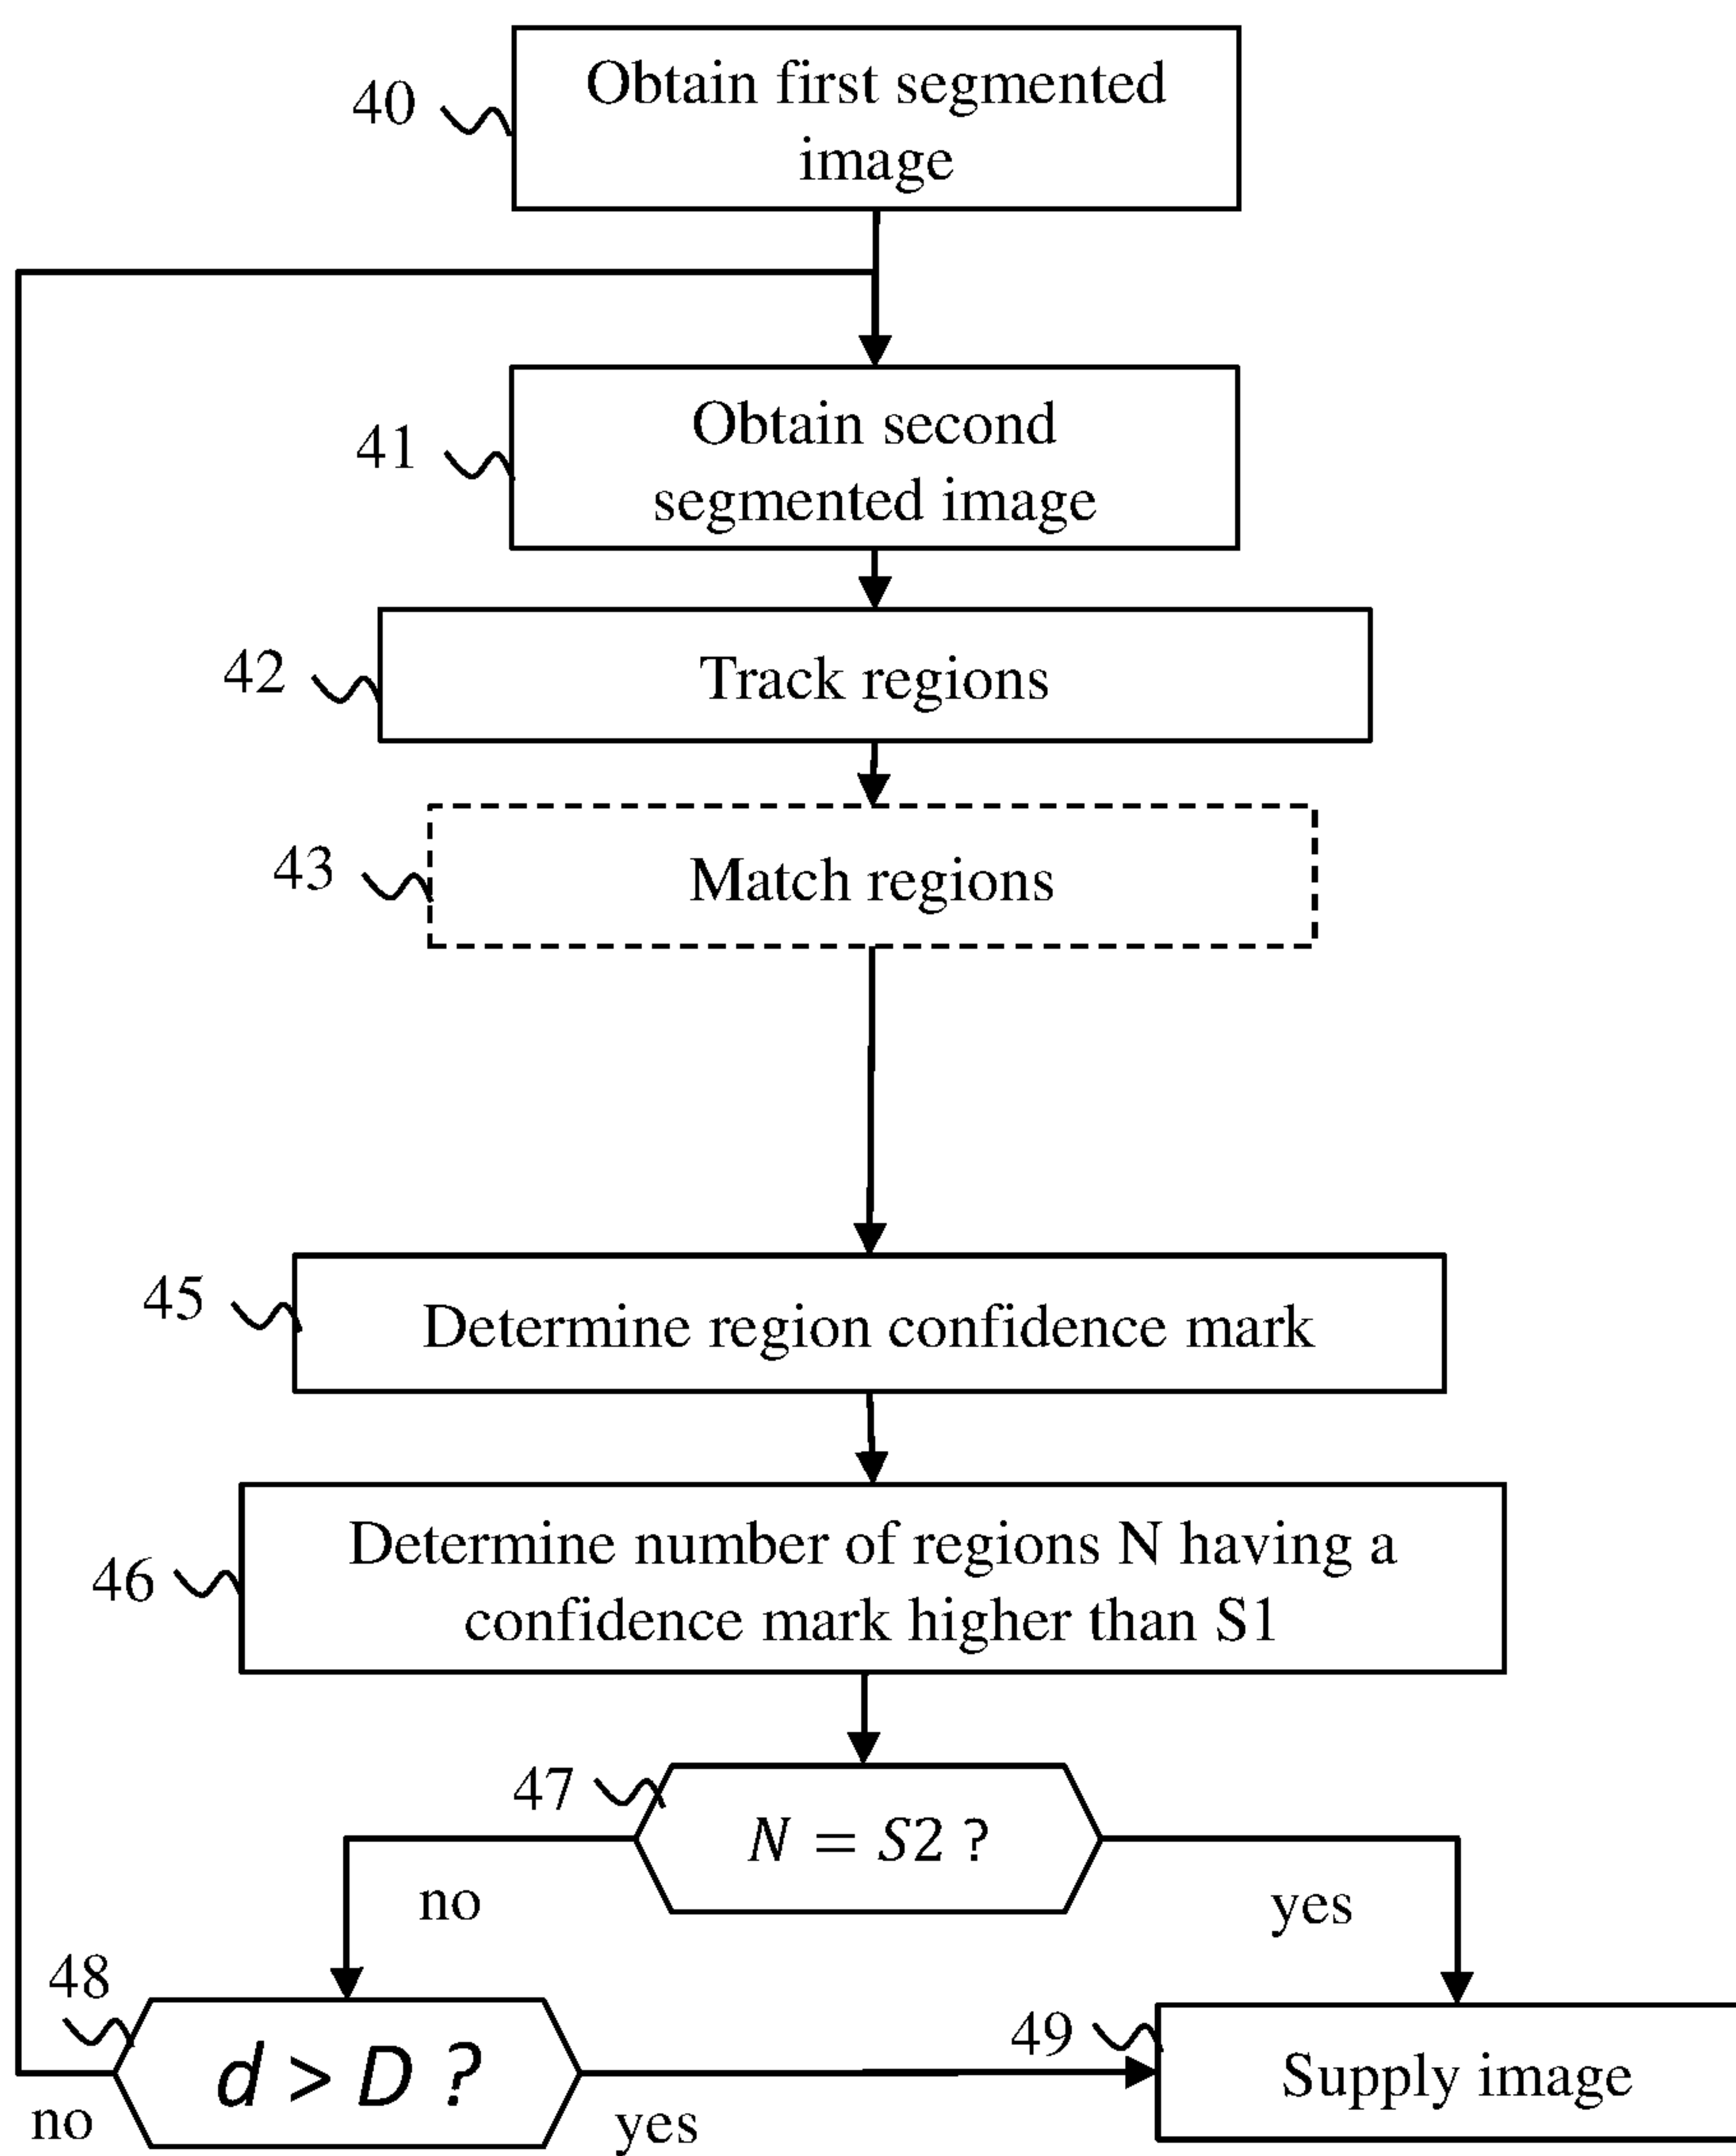 40
Obtain first segmented
image
41
Obtain second
segmented image
42
Track regions
43
Match regions
45
Determine region confidence mark
46
Determine number of regions N having a
confidence mark higher than S1
47
N = S2 ?
no
yes
48
d > D ?
no
yes
49
Supply image